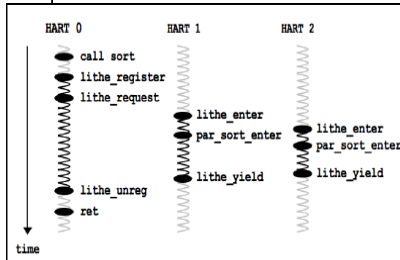 HART 0
HART 1
HART 2
call sort
lithe_register
lithe_request
lithe_enter
lithe_enter
par_sort_enter
par_sort_enter
lithe_yield
lithe_yield
lithe_unreg
ret
time